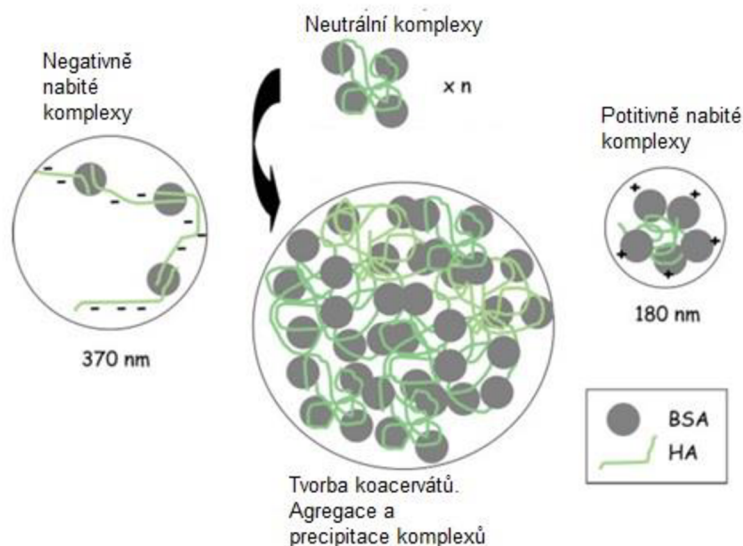 Neutrální komplexy
x n
Negativně
nabité
komplexy
370 nm
Potitivně nabité
komplexy
180 nm
BSA
HA
Tvorba koacervátů.
Agregace a
precipitace komplexů